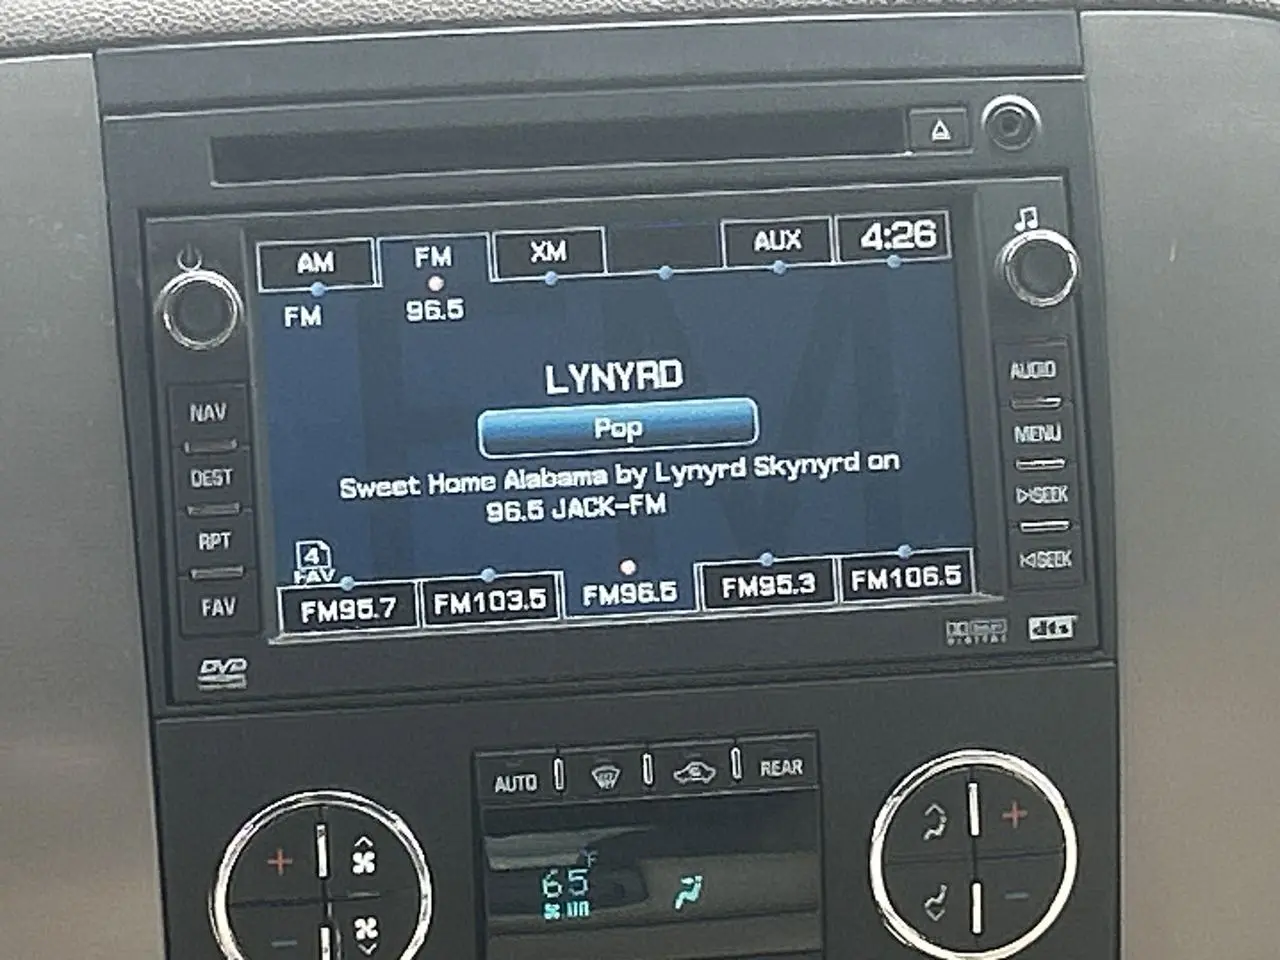 AM FM XM AUX 4:26
FM 96.5
LYNYRD
Pop
Sweet Home Alabama by Lynyrd Skynyrd on
96.5 JACK-FM
4
FAV
FM95.7 FM103.5 FM96.5 FM95.3 FM106.5
NAV
DEST
RPT
FAV
DVD
AUDIO
MENU
SEEK
SEEK
DIGITAL
dts
AUTO REAR
65 °F